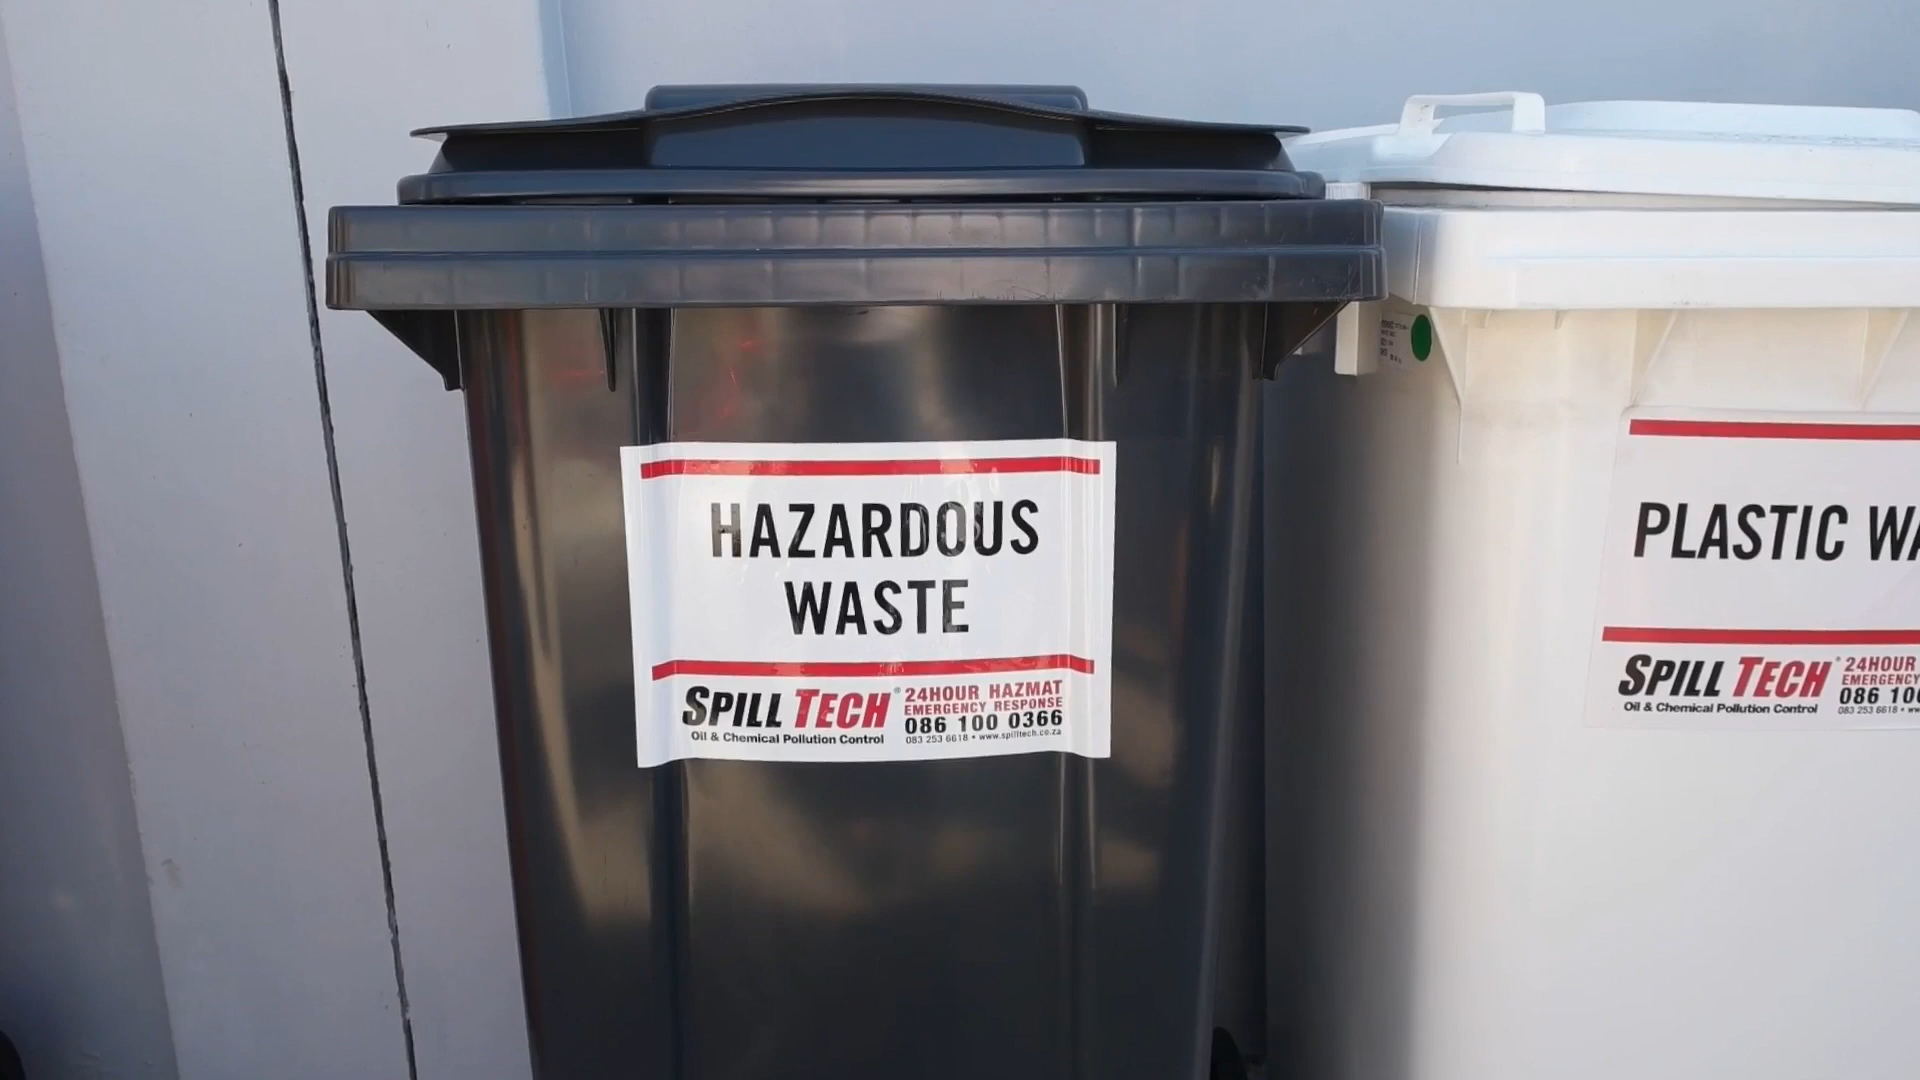 HAZARDOUS
WASTE
SPILL TECH®
Oil & Chemical Pollution Control
24HOUR HAZMAT
EMERGENCY RESPONSE
086 100 0366
083 253 6618 • www.spilltech.co.za
PLASTIC WA
SPILL TECH®
Oil & Chemical Pollution Control
24HOUR
EMERGENCY
086 100
083 253 6618 •